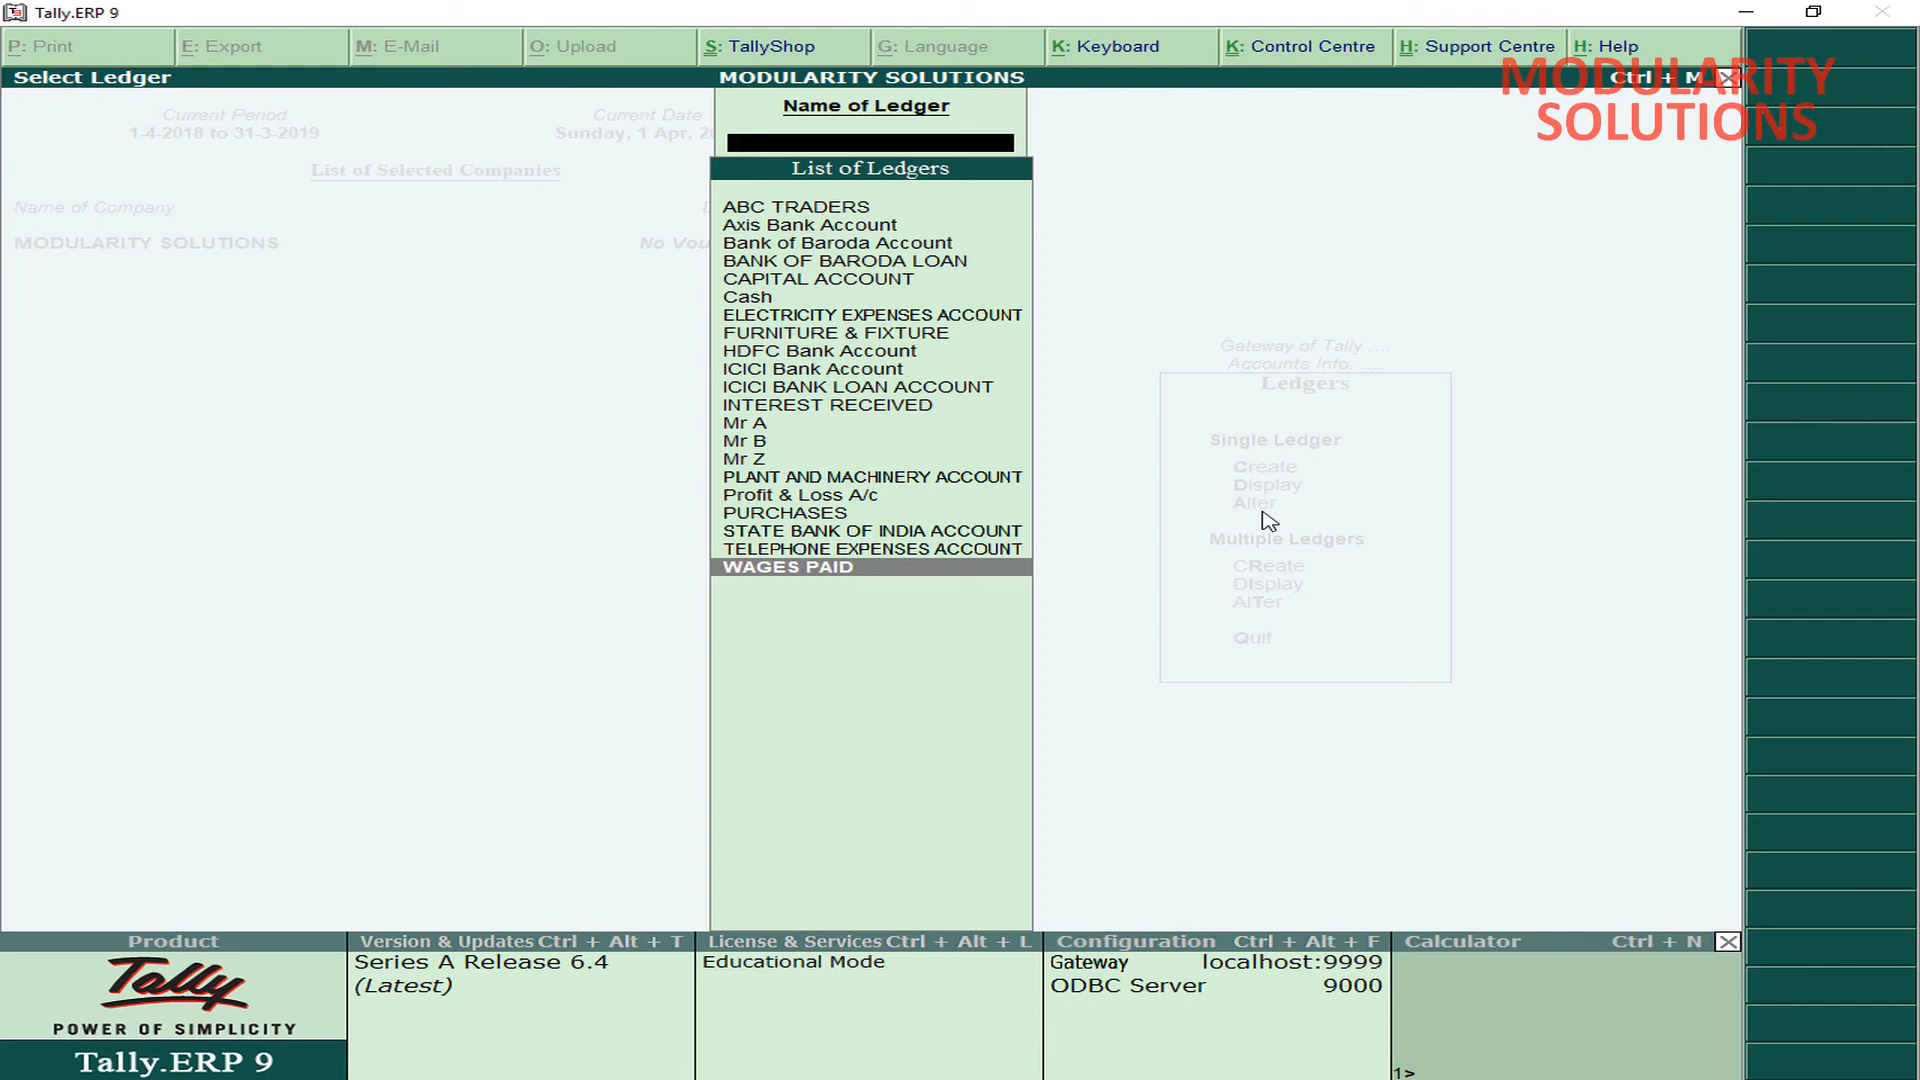 Tally.ERP 9
P: Print
E: Export
M: E-Mail
O: Upload
S: TallyShop
G: Language
K: Keyboard
K: Control Centre
H: Support Centre
H: Help
Select Ledger
MODULARITY SOLUTIONS
Ctrl + M
MODULARITY
SOLUTIONS
Current Period
1-4-2018 to 31-3-2019
Current Date
Sunday, 1 Apr, 20
List of Selected Companies
Name of Company
MODULARITY SOLUTIONS
No Vou
Name of Ledger
List of Ledgers
ABC TRADERS
Axis Bank Account
Bank of Baroda Account
BANK OF BARODA LOAN
CAPITAL ACCOUNT
Cash
ELECTRICITY EXPENSES ACCOUNT
FURNITURE & FIXTURE
HDFC Bank Account
ICICI Bank Account
ICICI BANK LOAN ACCOUNT
INTEREST RECEIVED
Mr A
Mr B
Mr Z
PLANT AND MACHINERY ACCOUNT
Profit & Loss A/c
PURCHASES
STATE BANK OF INDIA ACCOUNT
TELEPHONE EXPENSES ACCOUNT
WAGES PAID
Gateway of Tally ....
Accounts Info. ....
Ledgers
Single Ledger
Create
Display
Alter
Multiple Ledgers
CReate
DIsplay
AlTer
Quit
Product
Tally
POWER OF SIMPLICITY
Tally.ERP 9
Version & Updates Ctrl + Alt + T
Series A Release 6.4
(Latest)
License & Services Ctrl + Alt + L
Educational Mode
Configuration Ctrl + Alt + F
Gateway localhost:9999
ODBC Server 9000
Calculator Ctrl + N
1>